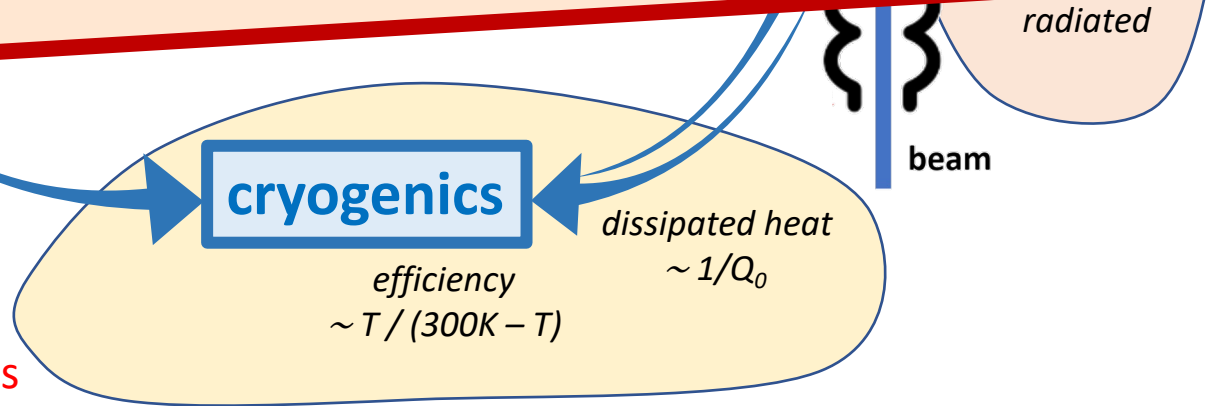 radiated
beam
cryogenics
dissipated heat
~ 1/Q₀
efficiency
~ T / (300K – T)
s